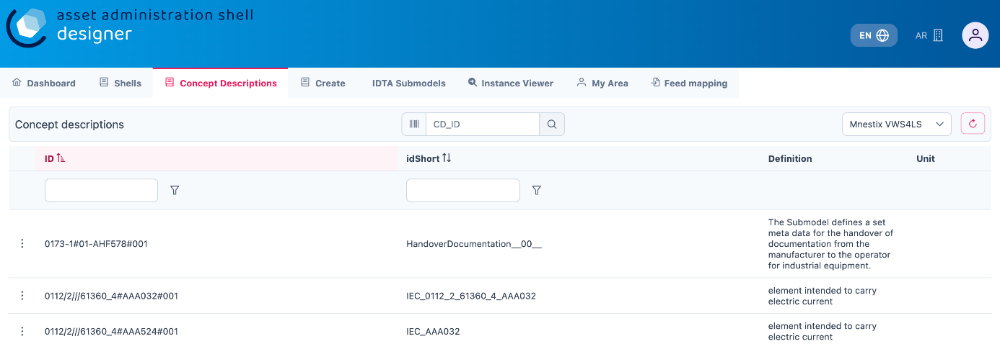 asset administration shell
designer
EN
AR
Dashboard
Shells
Concept Descriptions
Create
IDTA Submodels
Instance Viewer
My Area
Feed mapping
Concept descriptions
CD_ID
Mnestix VWS4LS
ID
idShort
Definition
Unit
0173-1#01-AHF578#001
HandoverDocumentation__00__
The Submodel defines a set
meta data for the handover of
documentation from the
manufacturer to the operator
for industrial equipment.
0112/2///61360_4#AAA032#001
IEC_0112_2_61360_4_AAA032
element intended to carry
electric current
0112/2///61360_4#AAA524#001
IEC_AAA032
element intended to carry
electric current